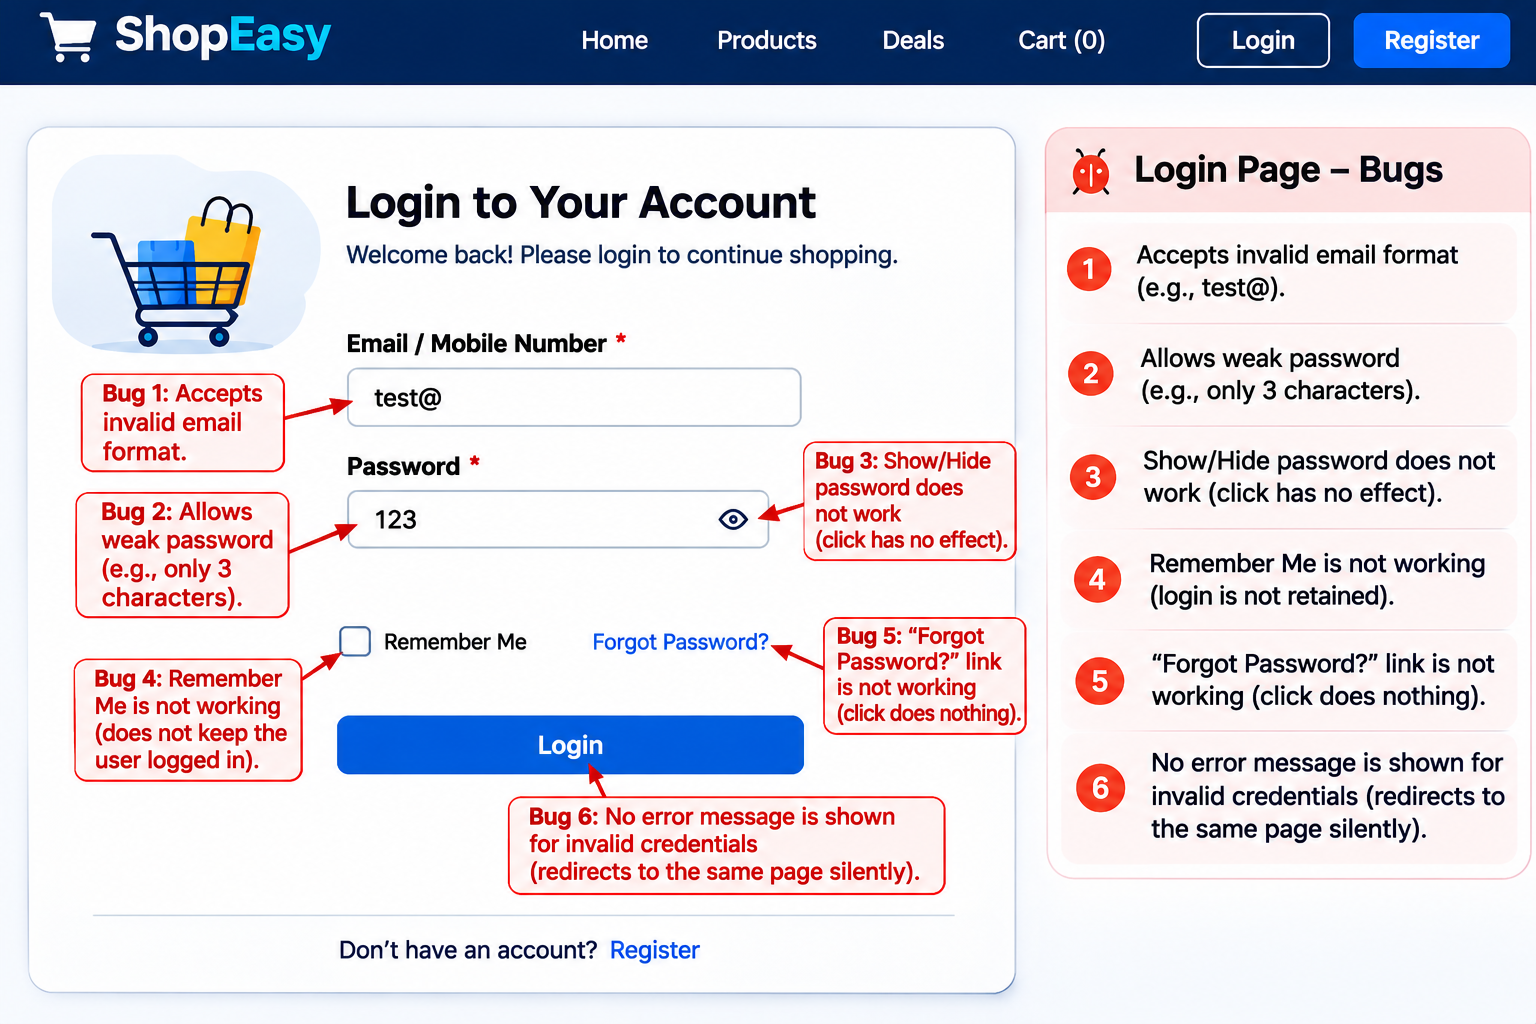 ShopEasy
Home
Products
Deals
Cart (0)
Login
Register
Login to Your Account
Welcome back! Please login to continue shopping.
Email / Mobile Number *
test@
Bug 1: Accepts
invalid email
format.
Password *
123
Bug 2: Allows
weak password
(e.g., only 3
characters).
Bug 3: Show/Hide
password does
not work
(click has no effect).
Remember Me
Forgot Password?
Bug 4: Remember
Me is not working
(does not keep the
user logged in).
Bug 5: “Forgot
Password?” link
is not working
(click does nothing).
Login
Bug 6: No error message is shown
for invalid credentials
(redirects to the same page silently).
Don’t have an account? Register
Login Page – Bugs
1
Accepts invalid email format
(e.g., test@).
2
Allows weak password
(e.g., only 3 characters).
3
Show/Hide password does not
work (click has no effect).
4
Remember Me is not working
(login is not retained).
5
“Forgot Password?” link is not
working (click does nothing).
6
No error message is shown for
invalid credentials (redirects to
the same page silently).